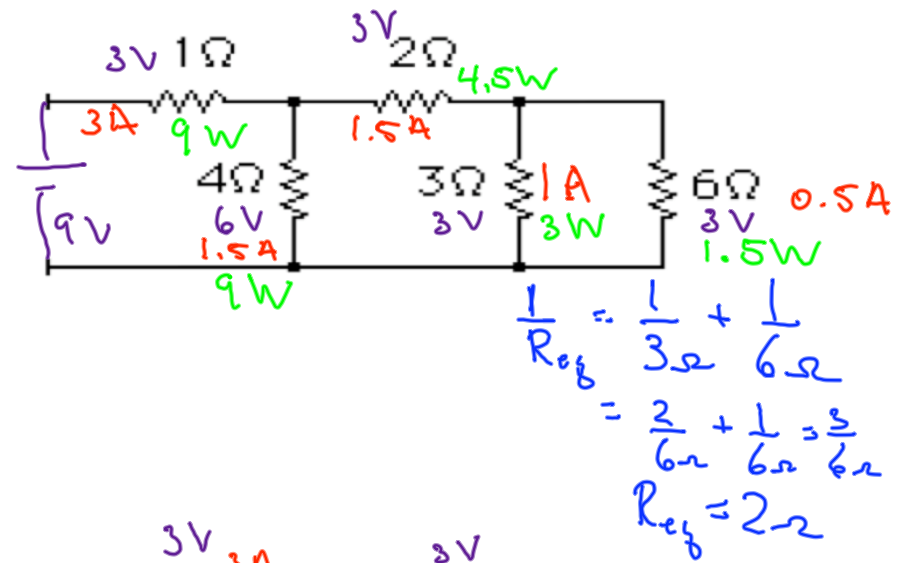 3V 1Ω 3V 2Ω 4,5W
3A 9W 1.5A
4Ω 3Ω 1A 6Ω 0.5A
9V 6V 3V 3W 3V
1.5A 1.5W
9W
1/Req = 1/3Ω + 1/6Ω
= 2/6Ω + 1/6Ω = 3/6Ω
Req = 2Ω
3V 3A 3V